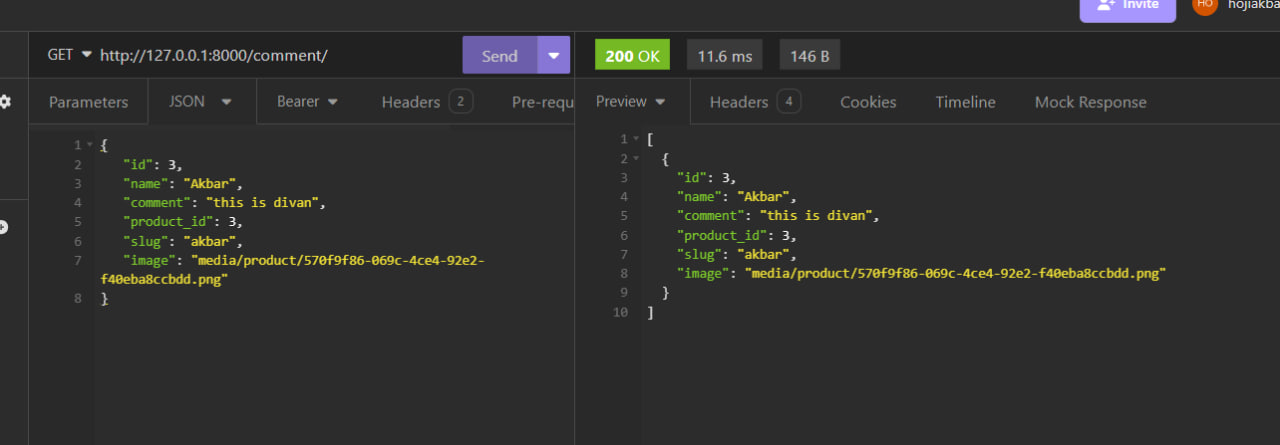 Invite
HO hojiakba
GET http://127.0.0.1:8000/comment/ Send
200 OK 11.6 ms 146 B
Parameters JSON Bearer Headers 2 Pre-requ
Preview Headers 4 Cookies Timeline Mock Response
1 {
2 "id": 3,
3 "name": "Akbar",
4 "comment": "this is divan",
5 "product_id": 3,
6 "slug": "akbar",
7 "image": "media/product/570f9f86-069c-4ce4-92e2-
f40eba8ccbdd.png"
8 }
1 [
2 {
3 "id": 3,
4 "name": "Akbar",
5 "comment": "this is divan",
6 "product_id": 3,
7 "slug": "akbar",
8 "image": "media/product/570f9f86-069c-4ce4-92e2-f40eba8ccbdd.png"
9 }
10 ]